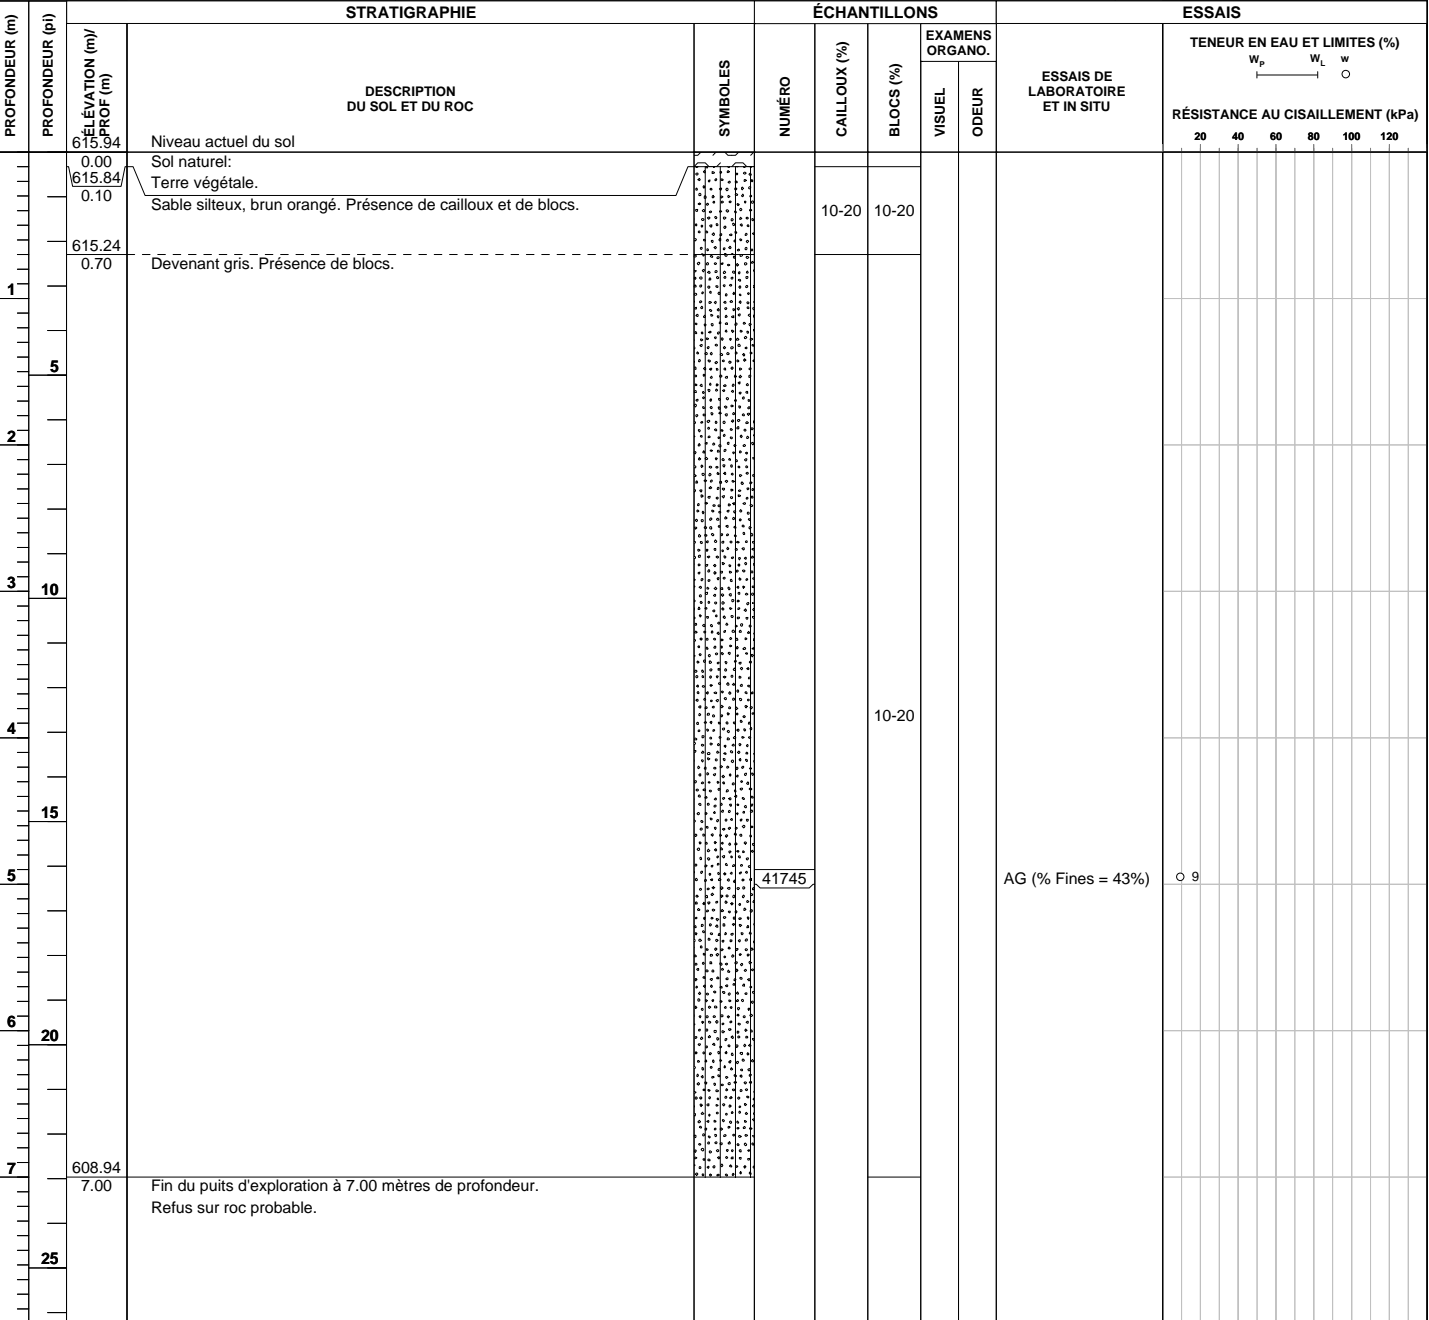 STRATIGRAPHIE
ÉCHANTILLONS
ESSAIS
PROFONDEUR (m)
PROFONDEUR (pi)
ÉLÉVATION (m)/
PROF (m)
DESCRIPTION
DU SOL ET DU ROC
SYMBOLES
NUMÉRO
CAILLOUX (%)
BLOCS (%)
EXAMENS
ORGANO.
VISUEL
ODEUR
ESSAIS DE
LABORATOIRE
ET IN SITU
TENEUR EN EAU ET LIMITES (%)
WP WL w
RÉSISTANCE AU CISAILLEMENT (kPa)
20 40 60 80 100 120
615.94 Niveau actuel du sol
0.00 Sol naturel:
615.84 Terre végétale.
0.10 Sable silteux, brun orangé. Présence de cailloux et de blocs.
10-20 10-20
615.24
0.70 Devenant gris. Présence de blocs.
1
5
2
3
10
4
10-20
15
5
41745
AG (% Fines = 43%)
9
6
20
7
608.94
7.00 Fin du puits d'exploration à 7.00 mètres de profondeur.
Refus sur roc probable.
25